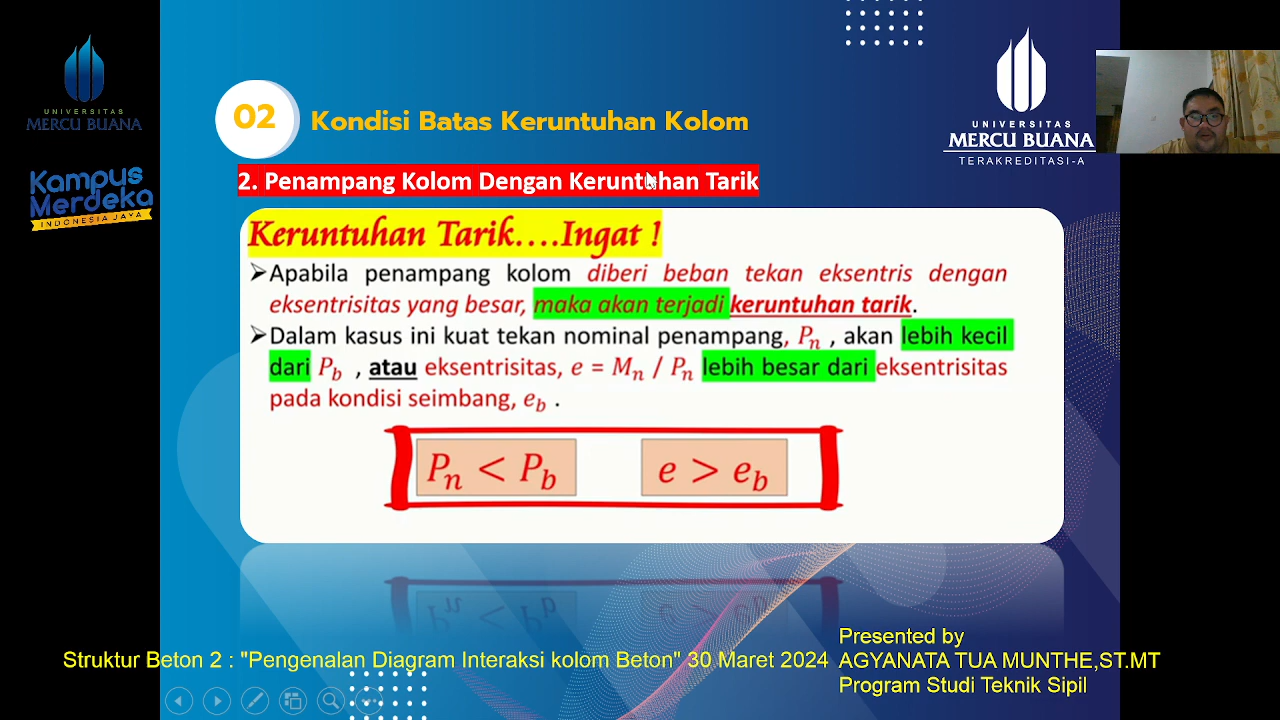 UNIVERSITAS
MERCU BUANA
Kampus
Merdeka
INDONESIA JAYA
02
Kondisi Batas Keruntuhan Kolom
UNIVERSITAS
MERCU BUANA
TERAKREDITASI-A
2. Penampang Kolom Dengan Keruntuhan Tarik
Keruntuhan Tarik....Ingat !
➢Apabila penampang kolom diberi beban tekan eksentris dengan
eksentrisitas yang besar, maka akan terjadi keruntuhan tarik.
➢Dalam kasus ini kuat tekan nominal penampang, Pn , akan lebih kecil
dari Pb , atau eksentrisitas, e = Mn / Pn lebih besar dari eksentrisitas
pada kondisi seimbang, eb .
Pn < Pb e > eb
Presented by
Struktur Beton 2 : "Pengenalan Diagram Interaksi kolom Beton" 30 Maret 2024 AGYANATA TUA MUNTHE,ST.MT
Program Studi Teknik Sipil